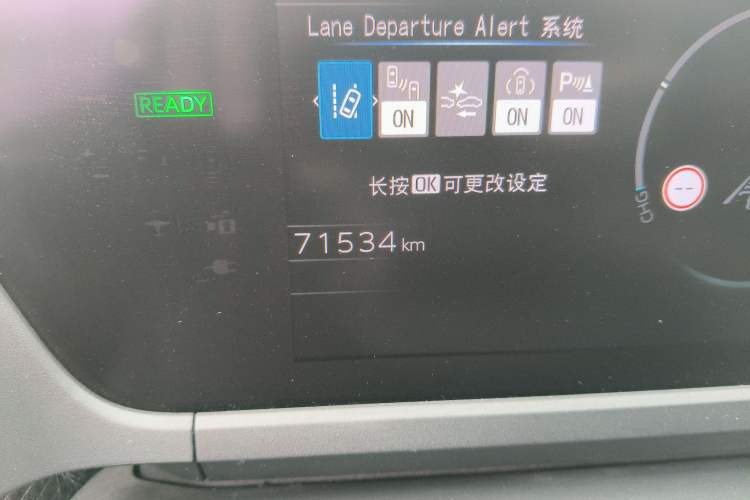 Lane Departure Alert 系统
READY
ON
ON
P ON
长按OK可更改设定
CHG
--
71534 km